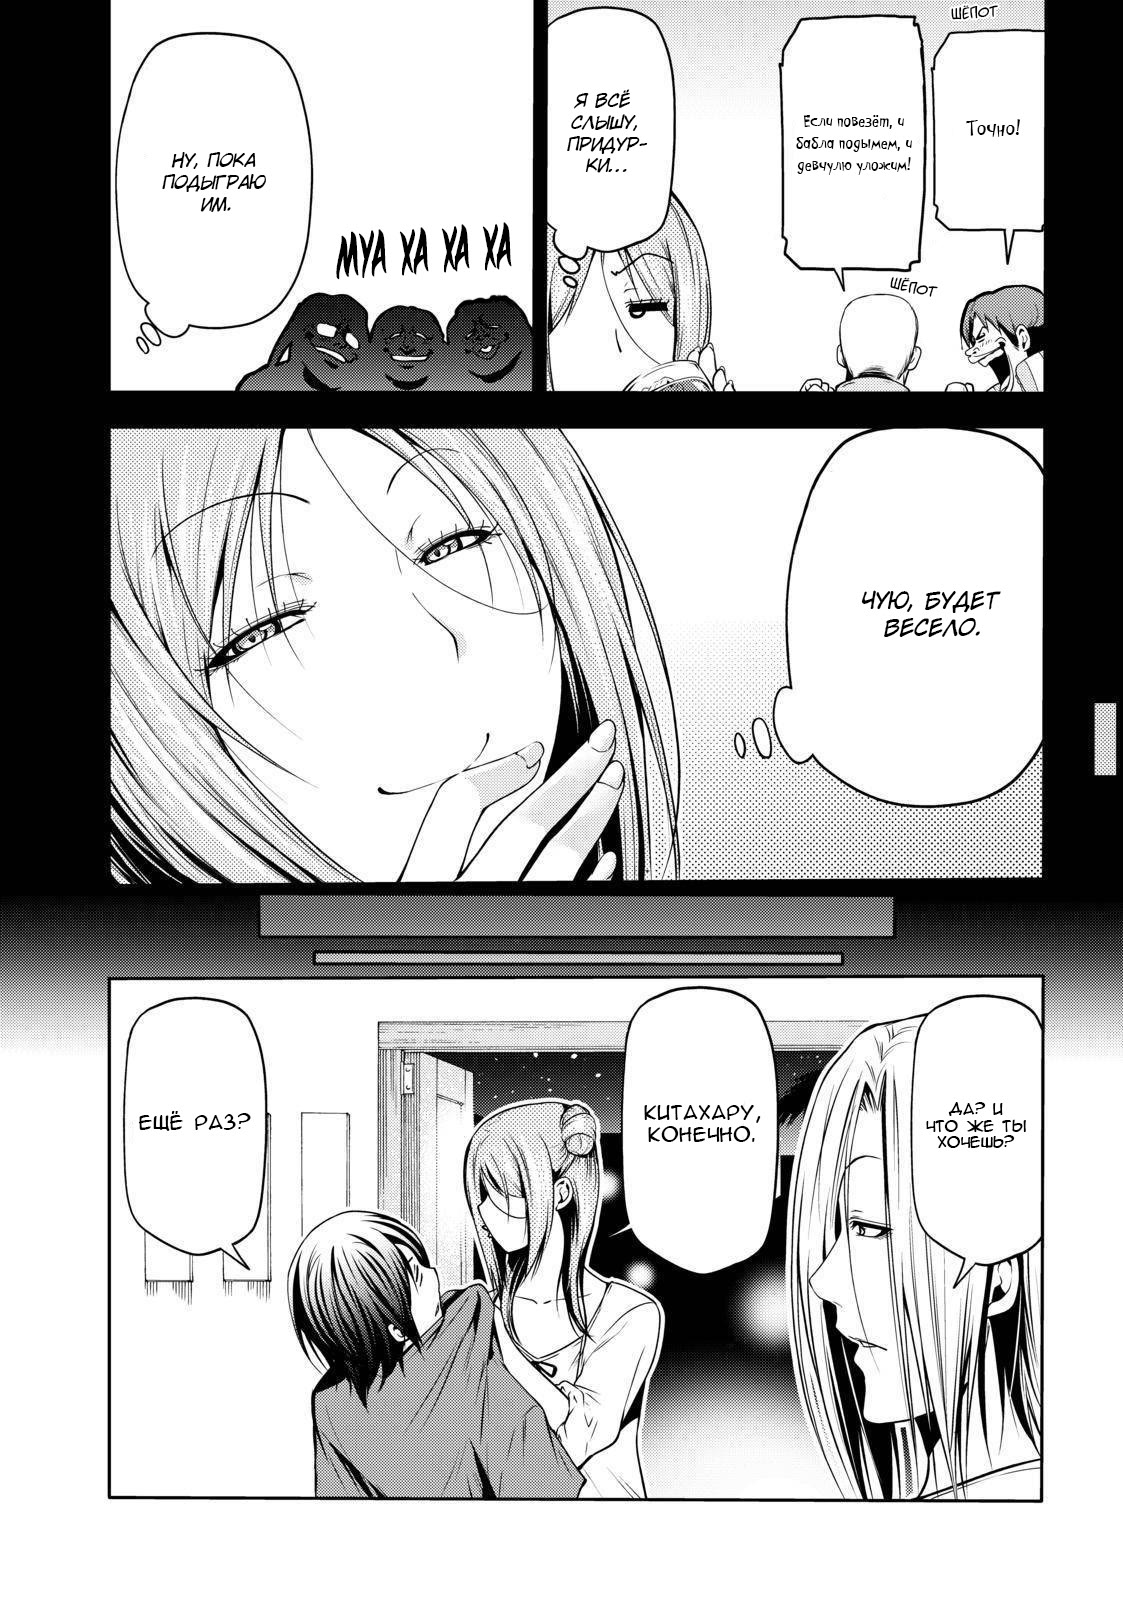 ШЁПОТ
Точно!
Если повезёт, и
бабла подымем, и
девчулю уложим!
ШЁПОТ
Я ВСЁ
СЛЫШУ,
ПРИДУР-
КИ...
НУ, ПОКА
ПОДЫГРАЮ
ИМ.
МУА ХА ХА ХА
ЧУЮ, БУДЕТ
ВЕСЕЛО.
ДА? И
ЧТО ЖЕ ТЫ
ХОЧЕШЬ?
КИТАХАРУ,
КОНЕЧНО.
ЕЩЁ РАЗ?